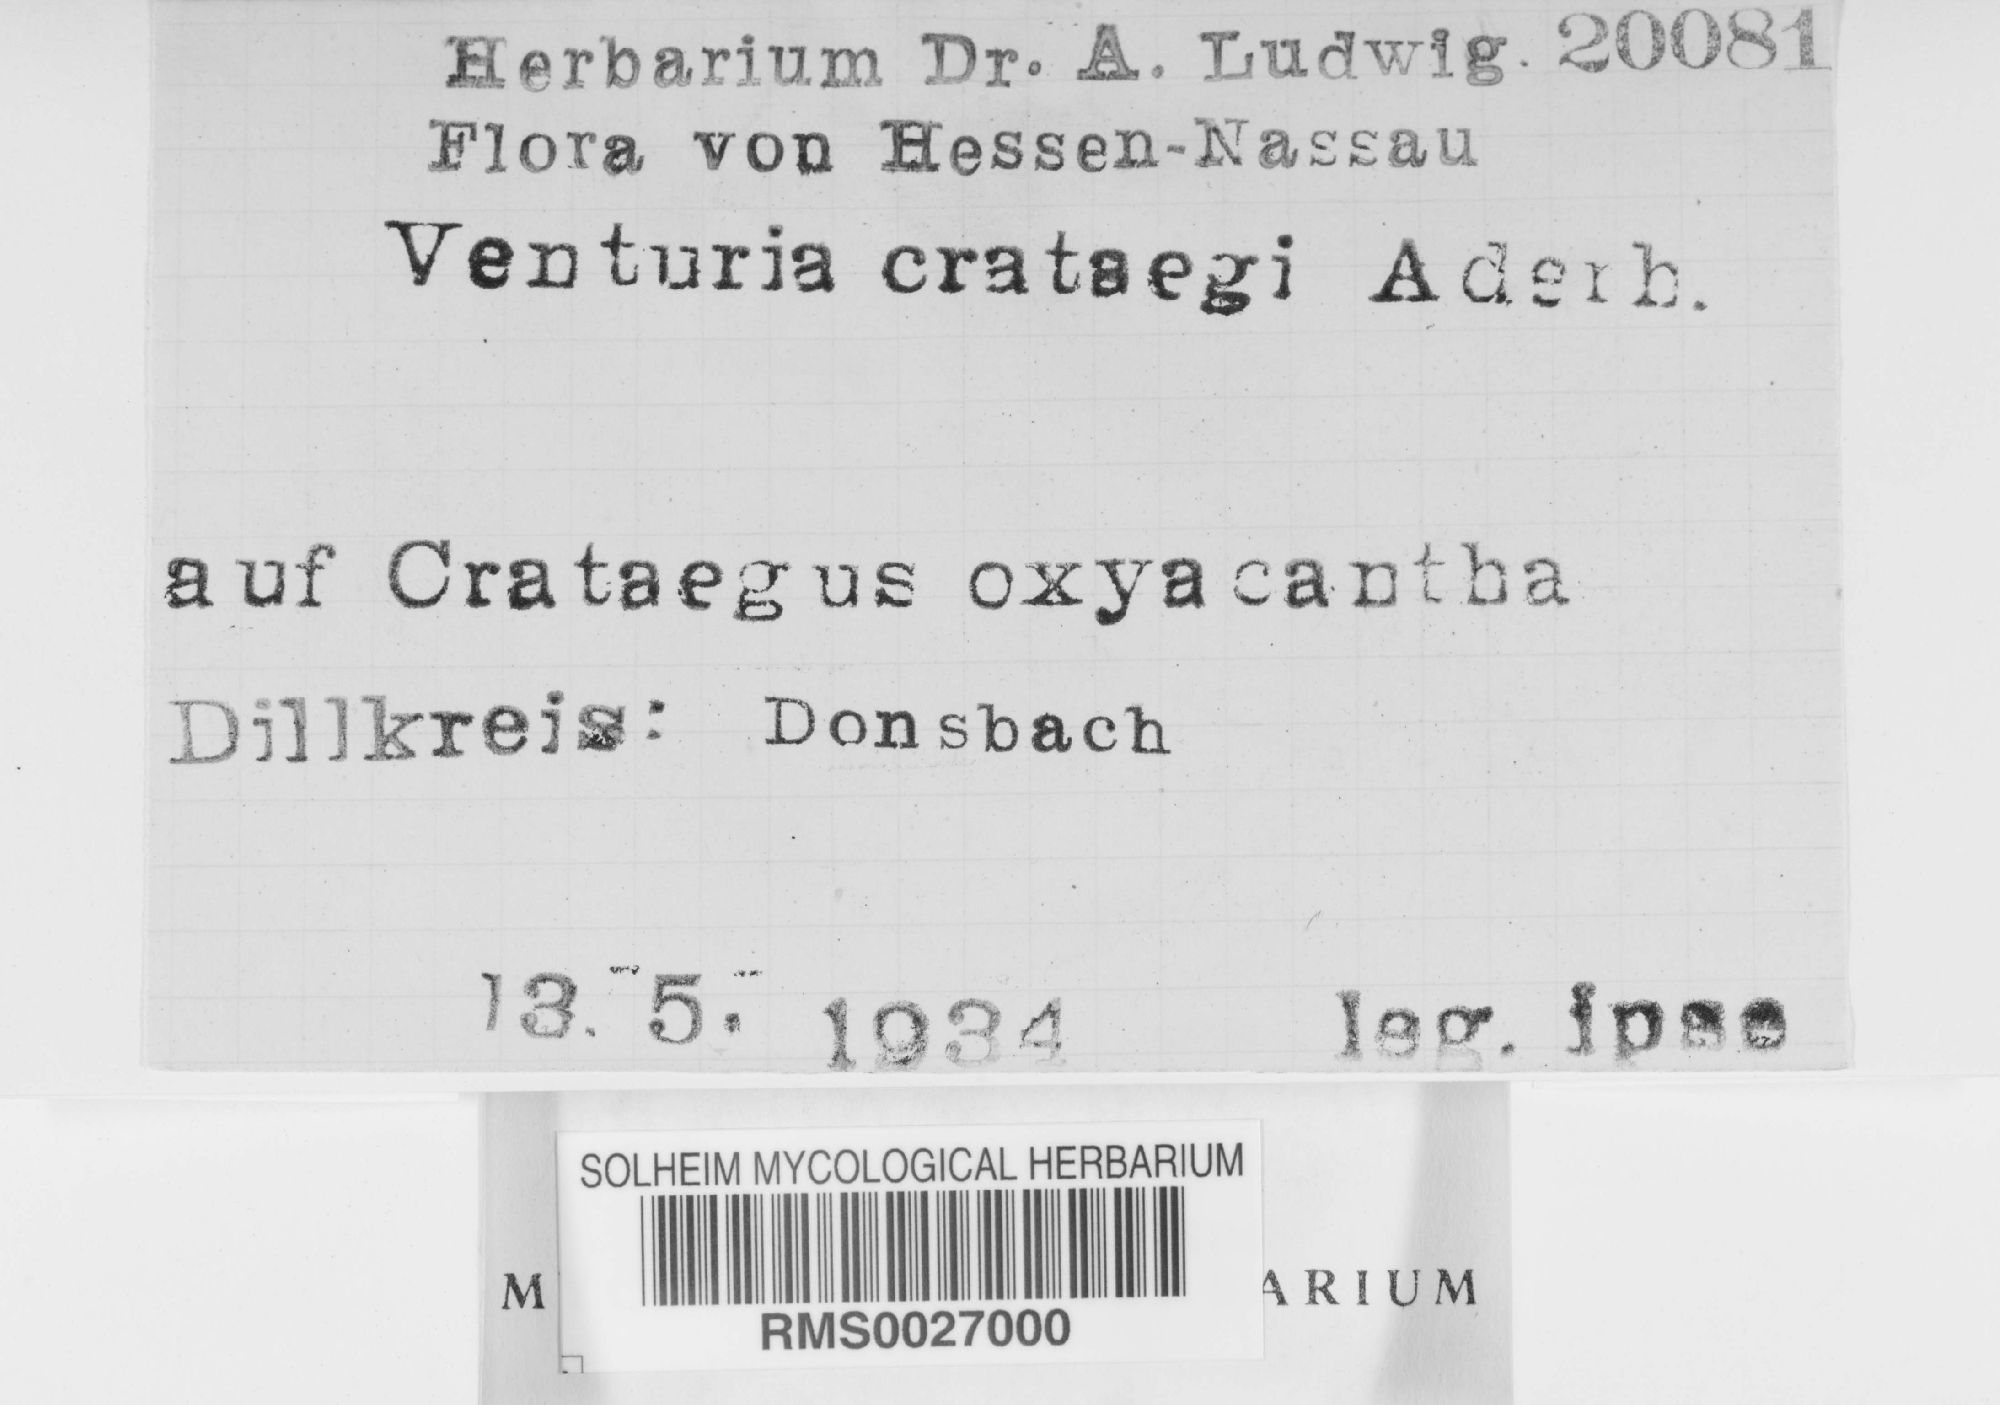 Herbarium Dr. A. Ludwig. 20081
Flora von Hessen-Nassau
Venturia crataegi Aderh.
auf Crataegus oxyacantha
Dillkreis: Donsbach
13. 5. 1934 leg. ipse
SOLHEIM MYCOLOGICAL HERBARIUM
RMS0027000
M ARIUM